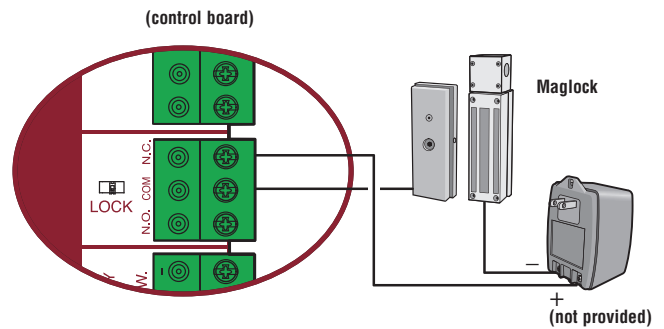 (control board)
Maglock
N.C.
COM
LOCK
N.O.
Y
W.
–
+
(not provided)